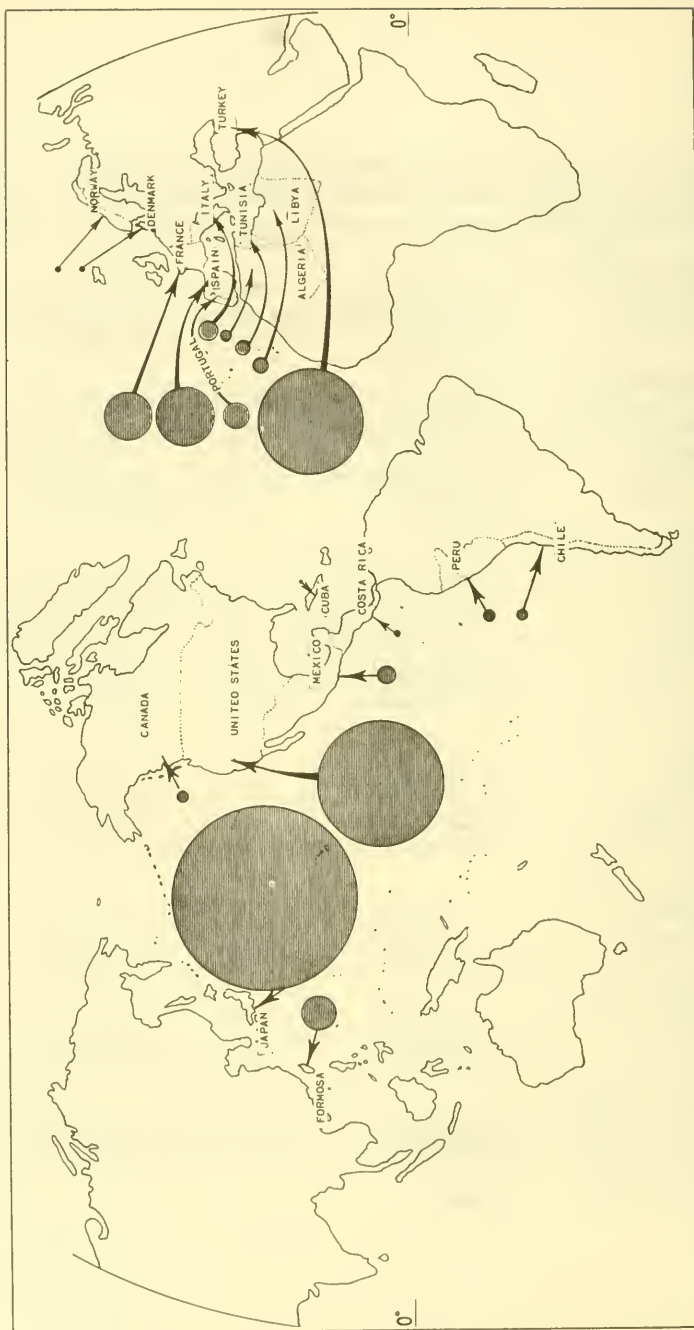 0°
0°
CANADA
UNITED STATES
MEXICO
CUBA
COSTA RICA
PERU
CHILE
JAPAN
FORMOSA
NORWAY
DENMARK
FRANCE
PORTUGAL
SPAIN
ITALY
TURKEY
TUNISIA
ALGERIA
LIBYA